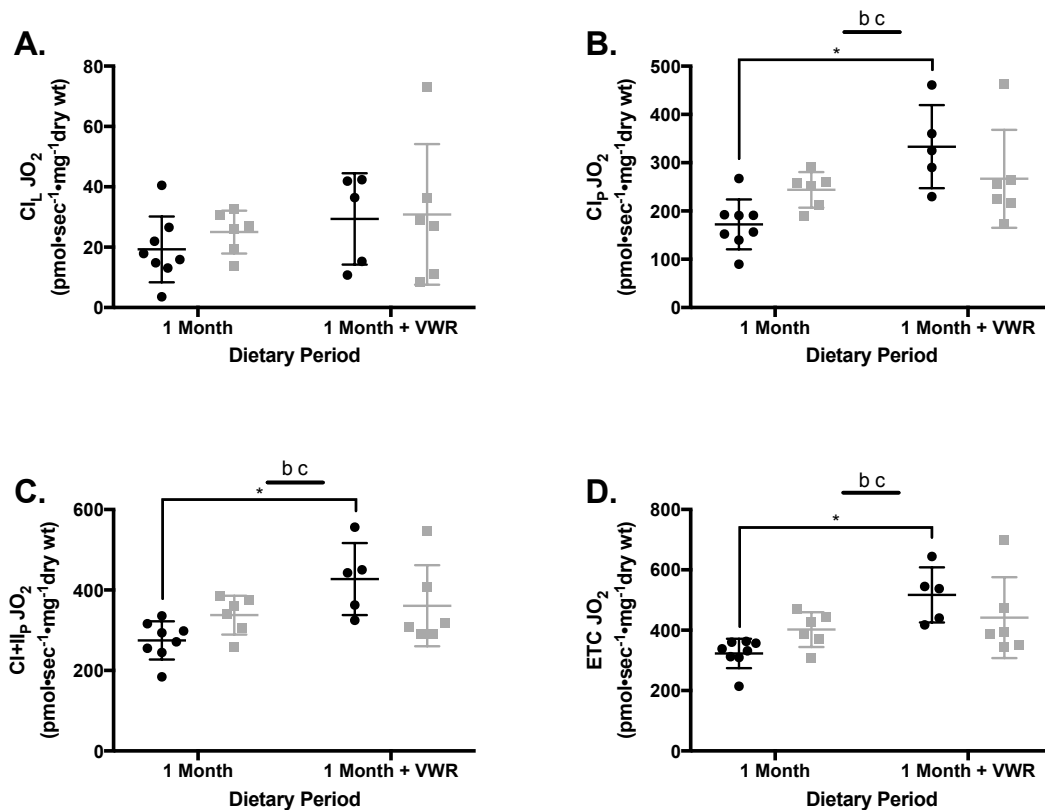 A.
CI_L JO₂
(pmol•sec⁻¹•mg⁻¹dry wt)
80
60
40
20
0
1 Month
1 Month + VWR
Dietary Period
B.
b c
*
CI_P JO₂
(pmol•sec⁻¹•mg⁻¹dry wt)
500
400
300
200
100
0
1 Month
1 Month + VWR
Dietary Period
C.
b c
*
CI+II_P JO₂
(pmol•sec⁻¹•mg⁻¹dry wt)
600
400
200
0
1 Month
1 Month + VWR
Dietary Period
D.
b c
*
ETC JO₂
(pmol•sec⁻¹•mg⁻¹dry wt)
800
600
400
200
0
1 Month
1 Month + VWR
Dietary Period